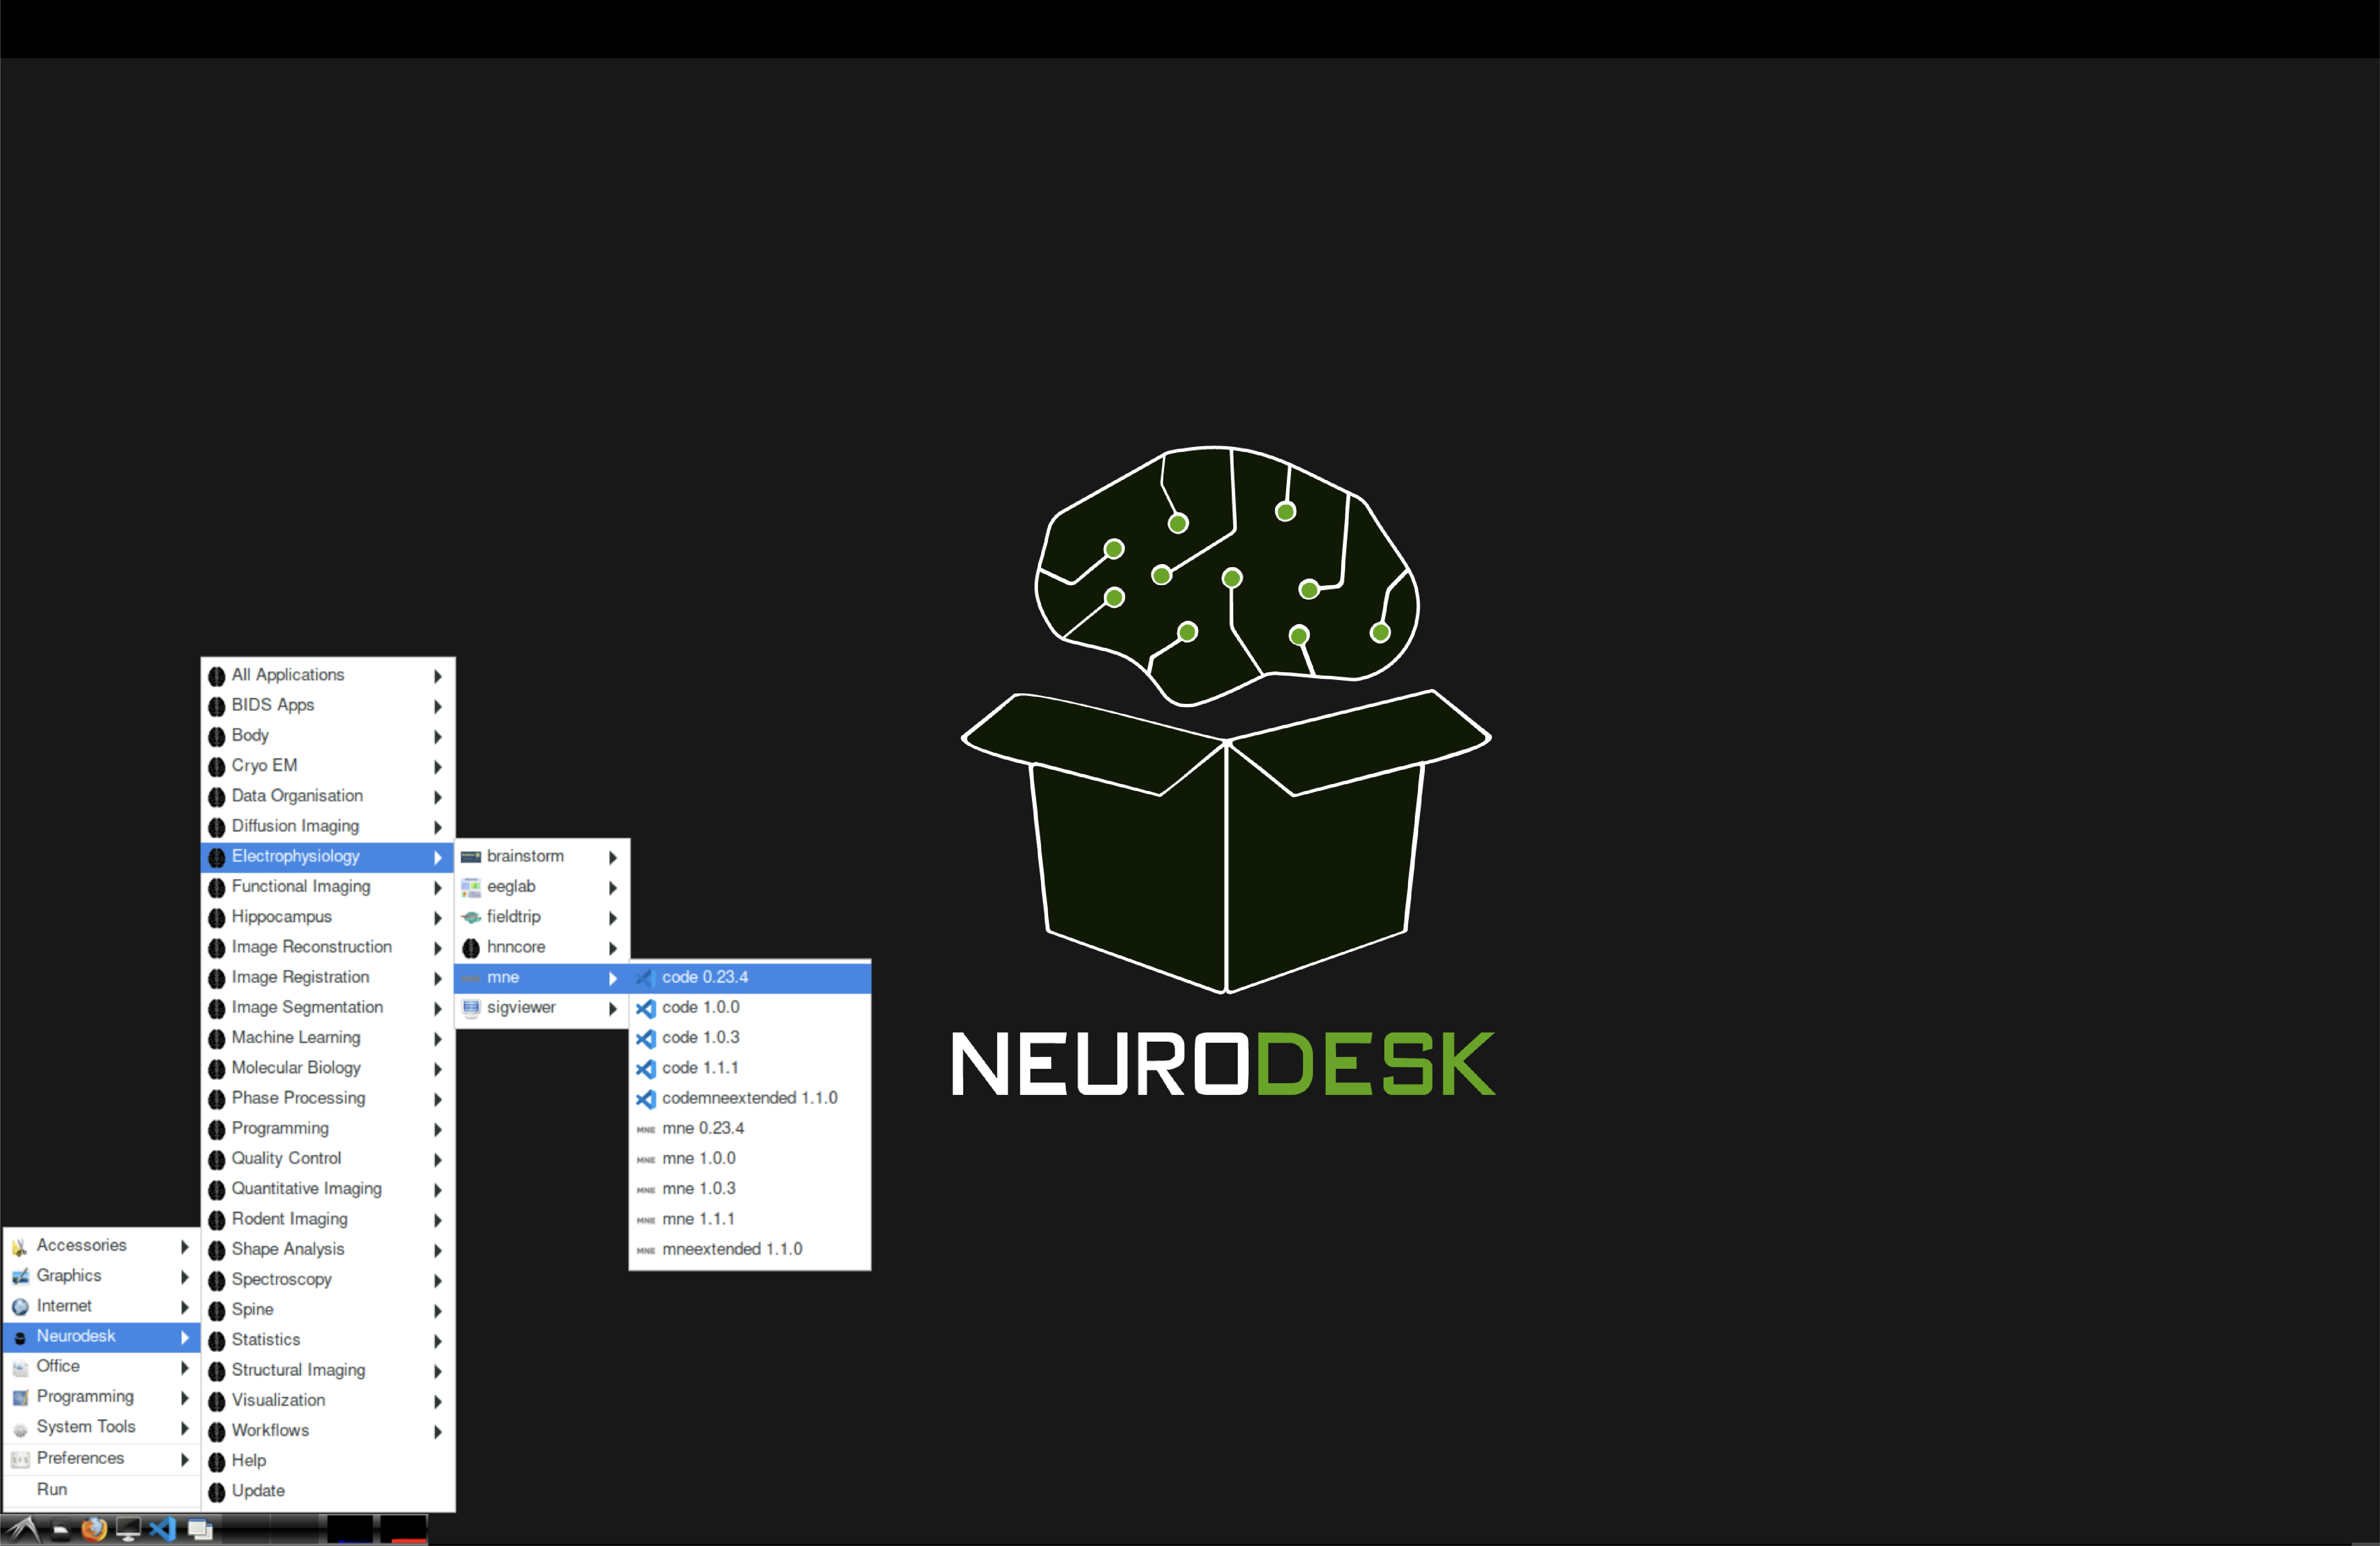 All Applications
BIDS Apps
Body
Cryo EM
Data Organisation
Diffusion Imaging
Electrophysiology
Functional Imaging
Hippocampus
Image Reconstruction
Image Registration
Image Segmentation
Machine Learning
Molecular Biology
Phase Processing
Programming
Quality Control
Quantitative Imaging
Rodent Imaging
Shape Analysis
Spectroscopy
Spine
Statistics
Structural Imaging
Visualization
Workflows
Help
Update
brainstorm
eeglab
fieldtrip
hnncore
mne
sigviewer
code 0.23.4
code 1.0.0
code 1.0.3
code 1.1.1
codemneextended 1.1.0
MNE mne 0.23.4
MNE mne 1.0.0
MNE mne 1.0.3
MNE mne 1.1.1
MNE mneextended 1.1.0
Accessories
Graphics
Internet
Neurodesk
Office
Programming
System Tools
Preferences
Run
NEURODESK